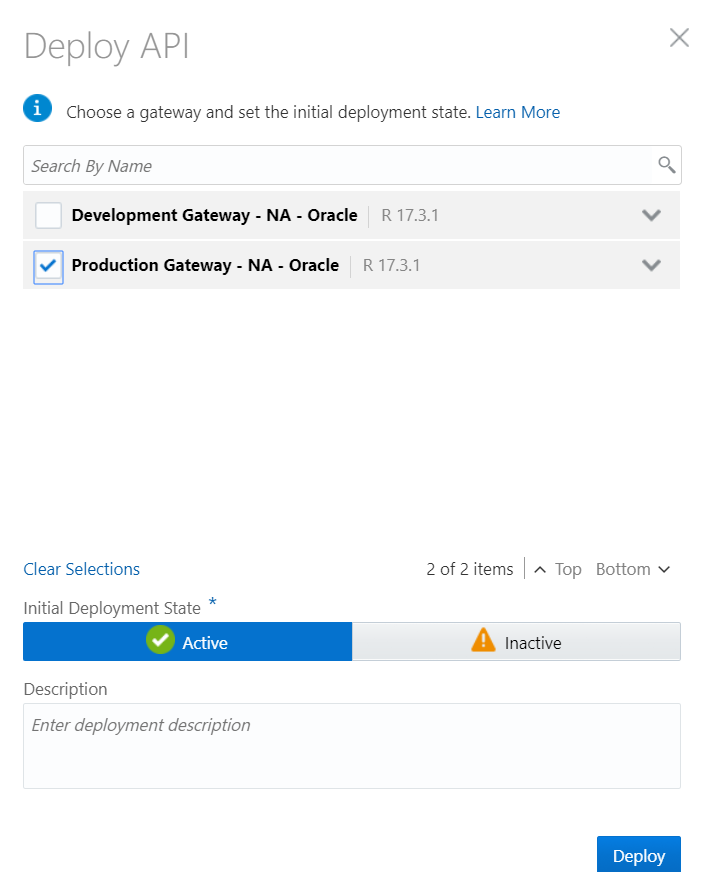 Deploy API
Choose a gateway and set the initial deployment state. Learn More
Search By Name
Development Gateway - NA - Oracle R 17.3.1
Production Gateway - NA - Oracle R 17.3.1
Clear Selections 2 of 2 items Top Bottom
Initial Deployment State *
Active Inactive
Description
Enter deployment description
Deploy